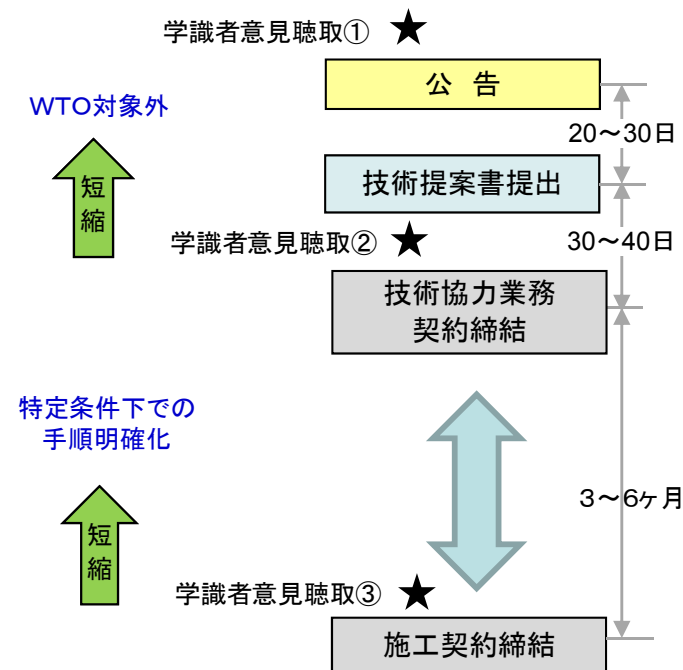 学識者意見聴取① ★
公 告
WTO対象外
20～30日
短
縮
技術提案書提出
学識者意見聴取② ★
30～40日
技術協力業務
契約締結
特定条件下での
手順明確化
3～6ヶ月
短
縮
学識者意見聴取③ ★
施工契約締結